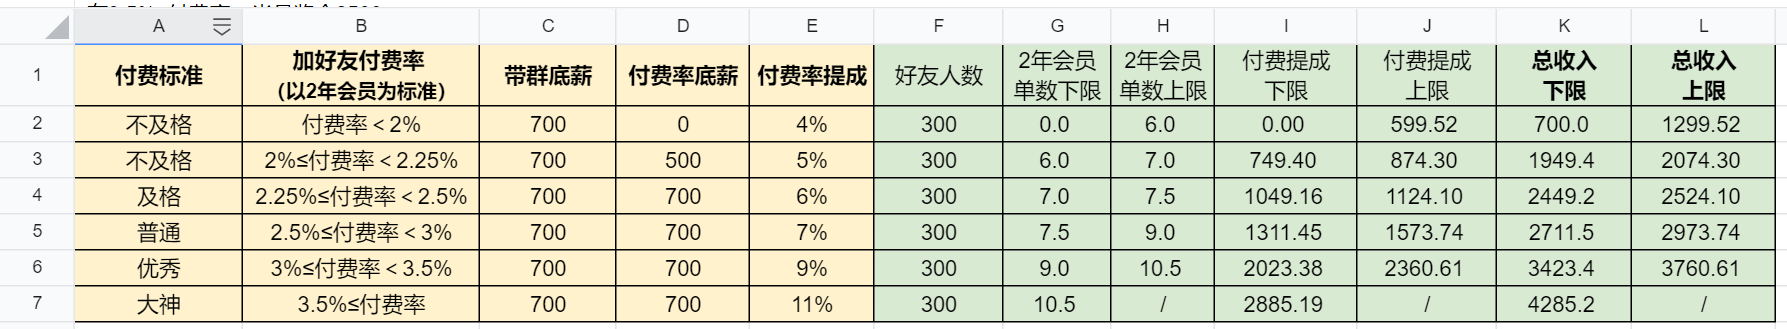 A B C D E F G H I J K L
1 付费标准 加好友付费率 (以2年会员为标准) 带群底薪 付费率底薪 付费率提成 好友人数 2年会员 单数下限 2年会员 单数上限 付费提成 下限 付费提成 上限 总收入 下限 总收入 上限
2 不及格 付费率＜2% 700 0 4% 300 0.0 6.0 0.00 599.52 700.0 1299.52
3 不及格 2%≤付费率＜2.25% 700 500 5% 300 6.0 7.0 749.40 874.30 1949.4 2074.30
4 及格 2.25%≤付费率＜2.5% 700 700 6% 300 7.0 7.5 1049.16 1124.10 2449.2 2524.10
5 普通 2.5%≤付费率＜3% 700 700 7% 300 7.5 9.0 1311.45 1573.74 2711.5 2973.74
6 优秀 3%≤付费率＜3.5% 700 700 9% 300 9.0 10.5 2023.38 2360.61 3423.4 3760.61
7 大神 3.5%≤付费率 700 700 11% 300 10.5 / 2885.19 / 4285.2 /